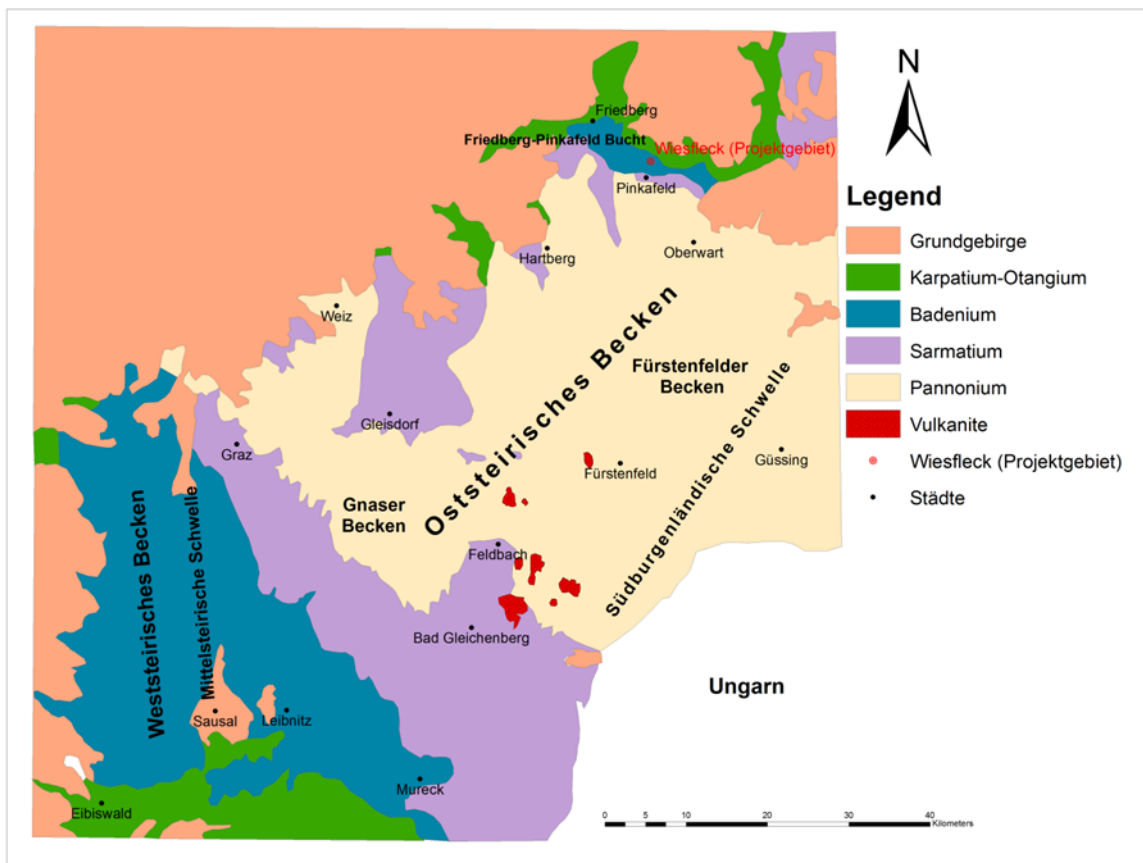 N
Friedberg
Friedberg-Pinkafeld Bucht
Wiesfleck (Projektgebiet)
Pinkafeld
Hartberg
Oberwart
Weiz
Oststeirisches Becken
Fürstenfelder
Becken
Südburgenländische Schwelle
Gleisdorf
Graz
Fürstenfeld
Güssing
Gnaser
Becken
Weststeirisches Becken
Mittelsteirische Schwelle
Feldbach
Bad Gleichenberg
Ungarn
Sausal
Leibnitz
Mureck
Eibiswald
Legend
Grundgebirge
Karpatium-Otangium
Badenium
Sarmatium
Pannonium
Vulkanite
Wiesfleck (Projektgebiet)
Städte
0 10 20 30 40
Kilometers